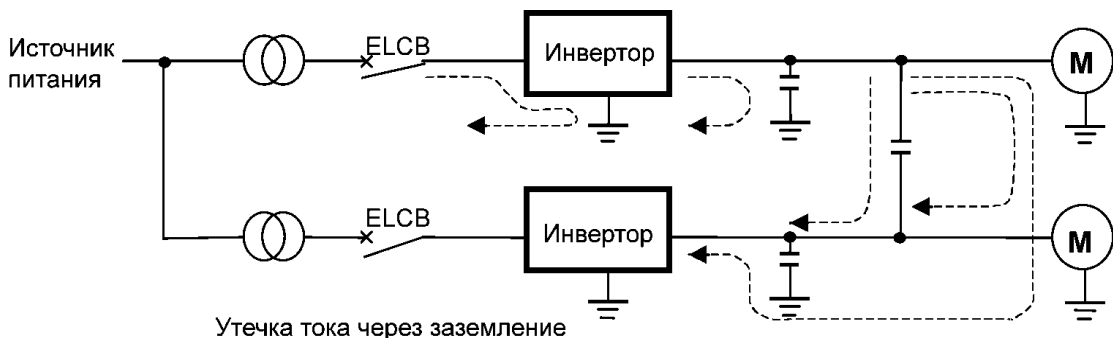 Источник
питания
ELCB
Инвертор
M
ELCB
Инвертор
M
Утечка тока через заземление